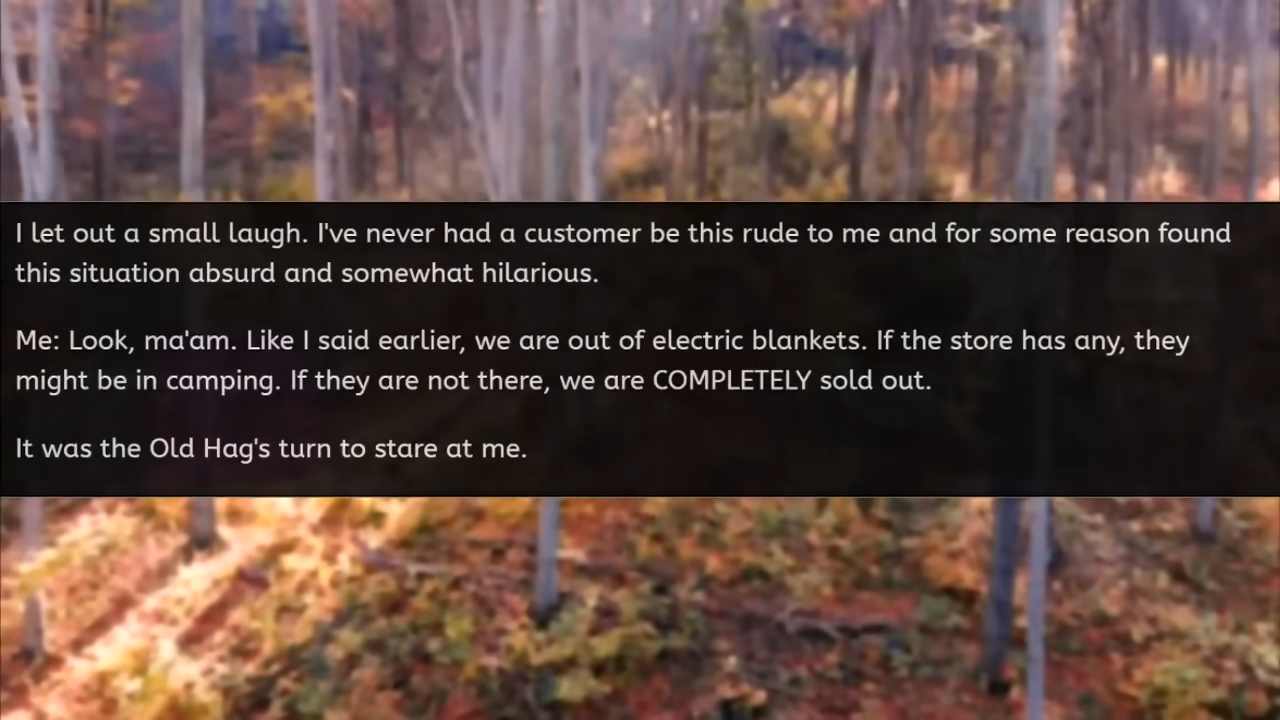 I let out a small laugh. I've never had a customer be this rude to me and for some reason found
this situation absurd and somewhat hilarious.
Me: Look, ma'am. Like I said earlier, we are out of electric blankets. If the store has any, they
might be in camping. If they are not there, we are COMPLETELY sold out.
It was the Old Hag's turn to stare at me.